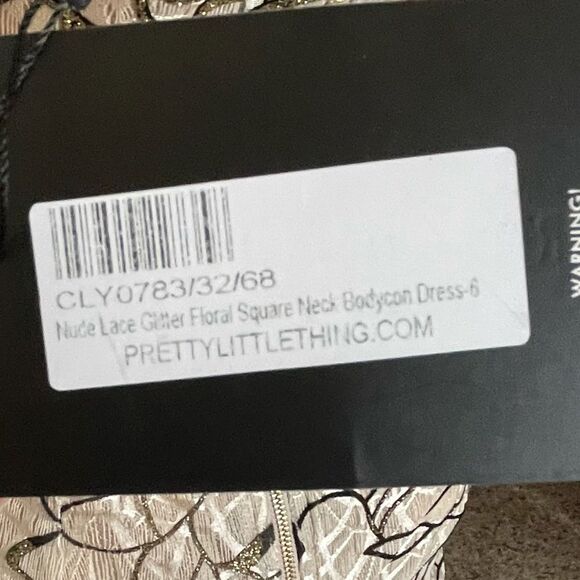 CLY0783/32/68
Nude Lace Glitter Floral Square Neck Bodycon Dress-6
PRETTYLITTLETHING.COM
WARNING!